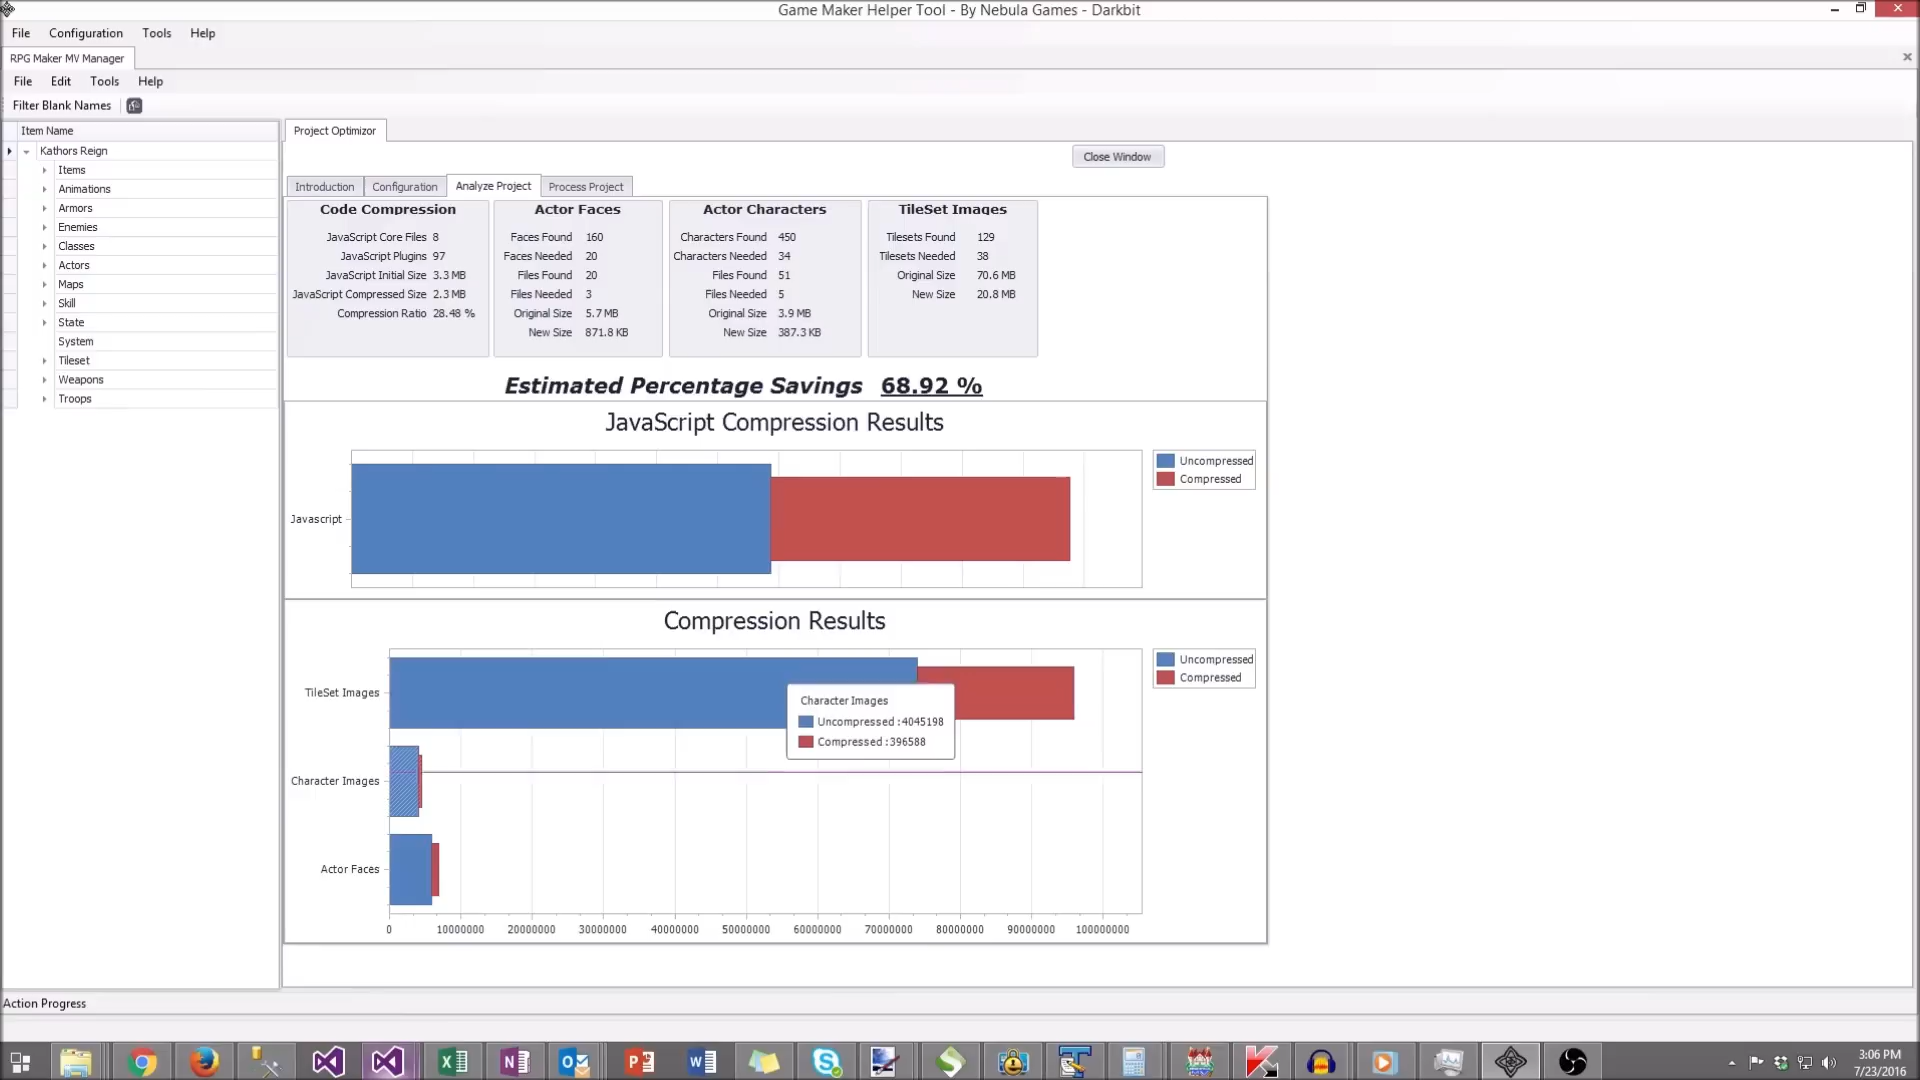 Game Maker Helper Tool - By Nebula Games - Darkbit
File Configuration Tools Help
RPG Maker MV Manager
File Edit Tools Help
Filter Blank Names
Item Name
Kathors Reign
Items
Animations
Armors
Enemies
Classes
Actors
Maps
Skill
State
System
Tileset
Weapons
Troops
Project Optimizor
Close Window
Introduction Configuration Analyze Project Process Project
Code Compression
JavaScript Core Files 8
JavaScript Plugins 97
JavaScript Initial Size 3.3 MB
JavaScript Compressed Size 2.3 MB
Compression Ratio 28.48 %
Actor Faces
Faces Found 160
Faces Needed 20
Files Found 20
Files Needed 3
Original Size 5.7 MB
New Size 871.8 KB
Actor Characters
Characters Found 450
Characters Needed 34
Files Found 51
Files Needed 5
Original Size 3.9 MB
New Size 387.3 KB
TileSet Images
Tilesets Found 129
Tilesets Needed 38
Original Size 70.6 MB
New Size 20.8 MB
Estimated Percentage Savings 68.92 %
JavaScript Compression Results
Javascript
Uncompressed
Compressed
Compression Results
TileSet Images
Character Images
Actor Faces
Character Images
Uncompressed :4045198
Compressed :396588
Uncompressed
Compressed
0 10000000 20000000 30000000 40000000 50000000 60000000 70000000 80000000 90000000 100000000
Action Progress
3:06 PM
7/23/2016